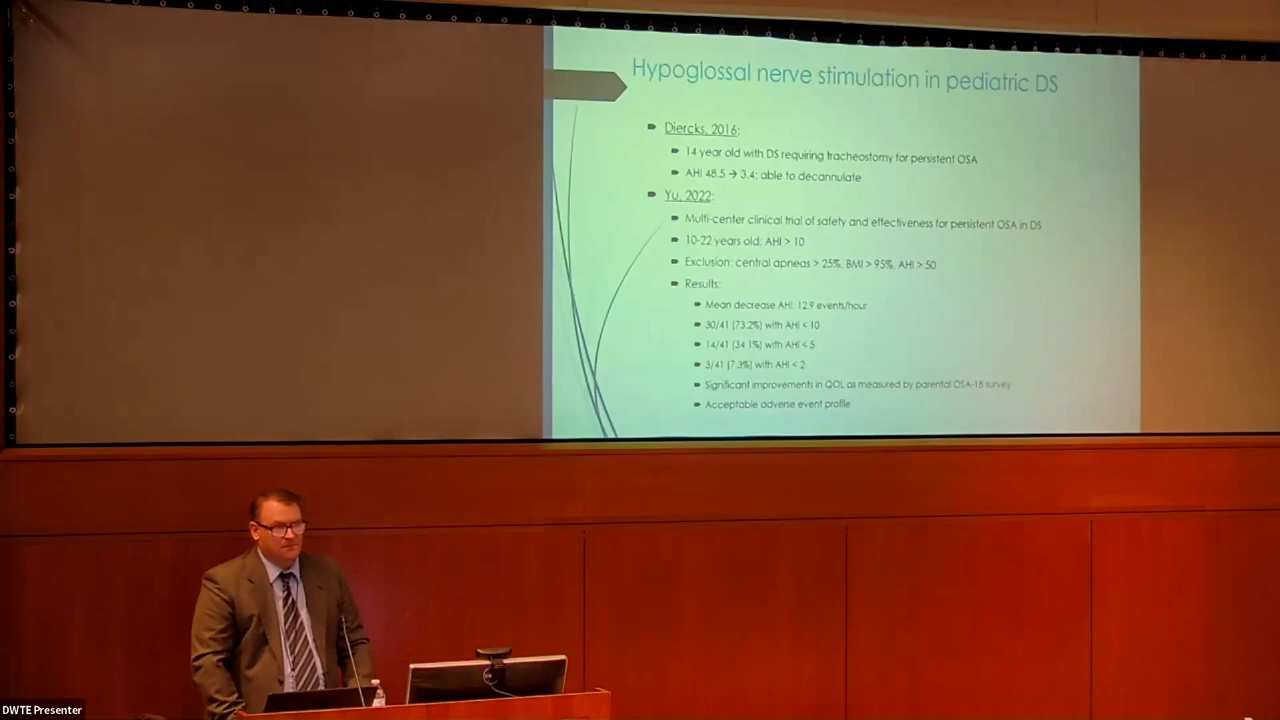 Hypoglossal nerve stimulation in pediatric DS
Diercks, 2016:
14 year old with DS requiring tracheostomy for persistent OSA
AHI 48.5 → 3.4; able to decannulate
Yu, 2022:
Multi-center clinical trial of safety and effectiveness for persistent OSA in DS
10-22 years old; AHI > 10
Exclusion: central apneas > 25%, BMI > 95%, AHI > 50
Results:
Mean decrease AHI: 12.9 events/hour
30/41 (73.2%) with AHI < 10
14/41 (34.1%) with AHI < 5
3/41 (7.3%) with AHI < 2
Significant improvements in QOL as measured by parental OSA-18 survey
Acceptable adverse event profile
DWTE Presenter